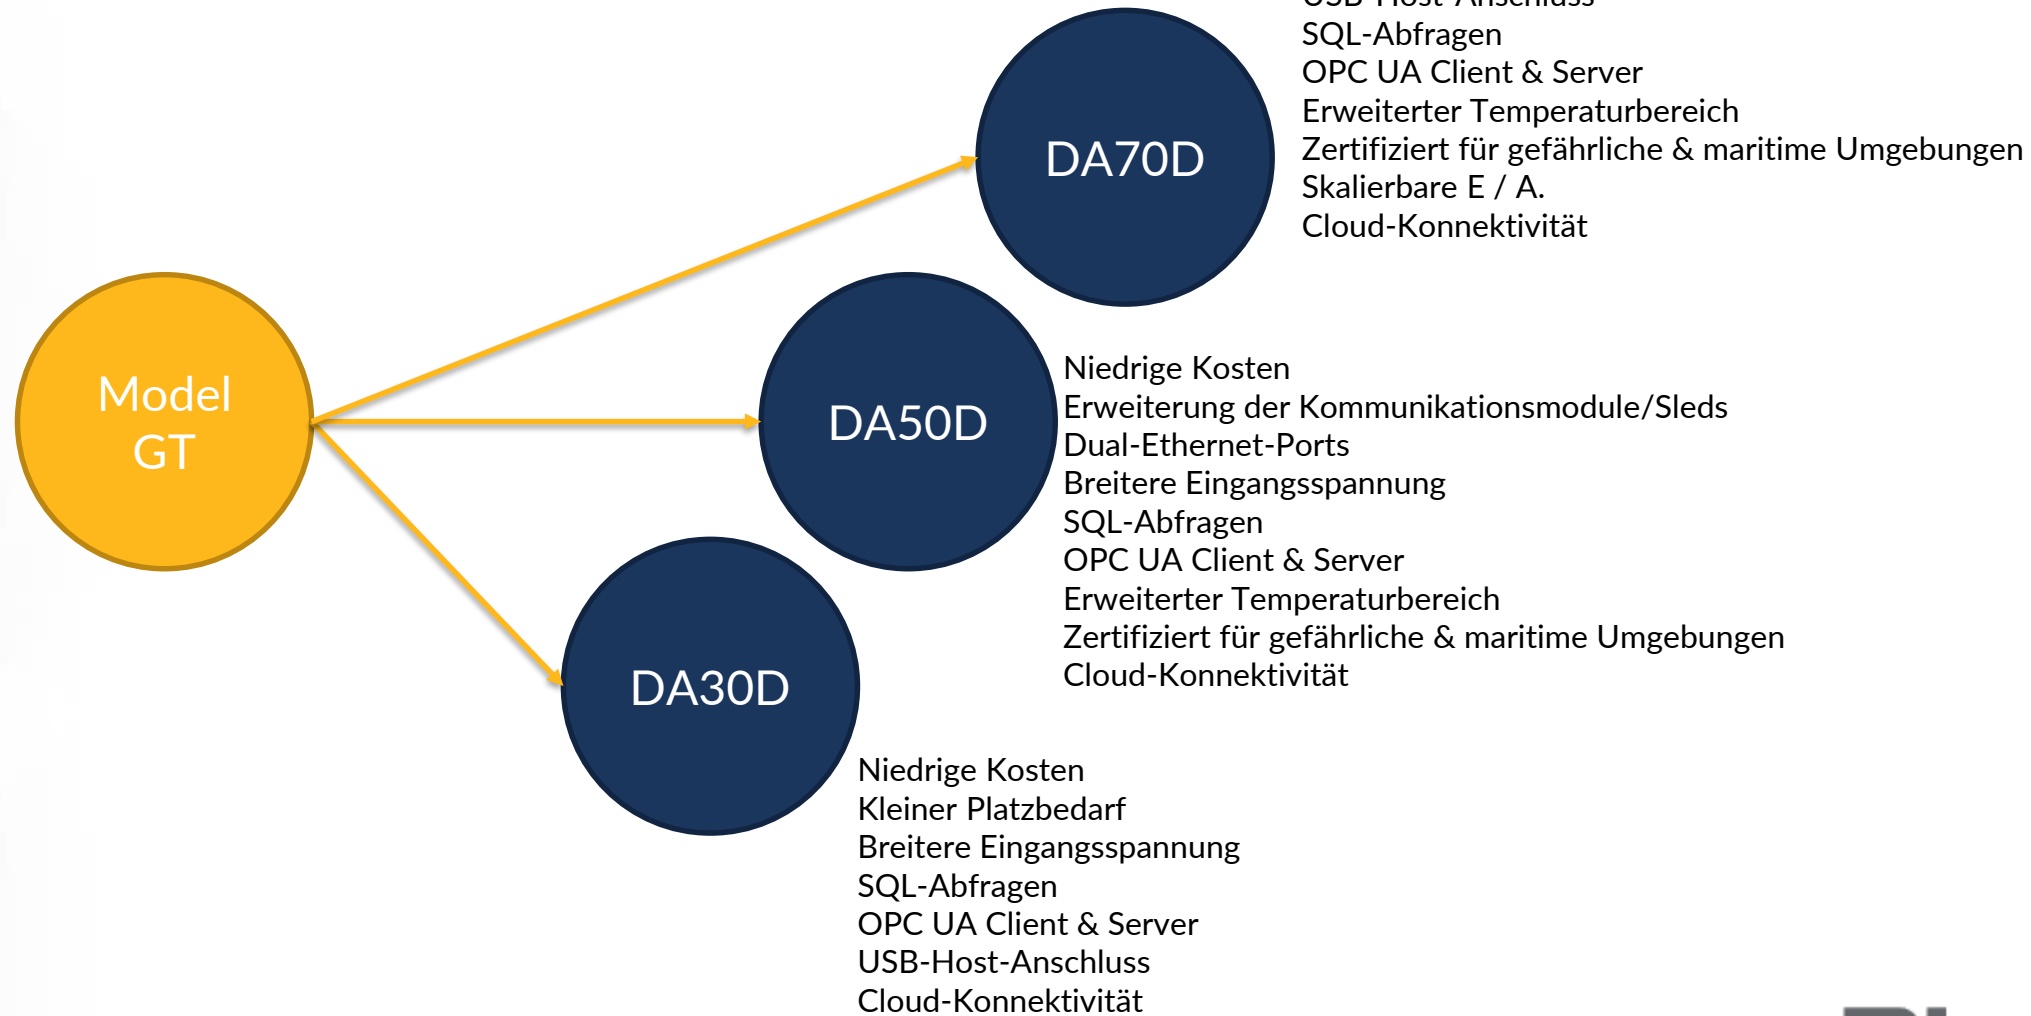 USB-Host-Anschluss
SQL-Abfragen
OPC UA Client & Server
Erweiterter Temperaturbereich
Zertifiziert für gefährliche & maritime Umgebungen
Skalierbare E / A.
Cloud-Konnektivität
DA70D
Model
GT
DA50D
Niedrige Kosten
Erweiterung der Kommunikationsmodule/Sleds
Dual-Ethernet-Ports
Breitere Eingangsspannung
SQL-Abfragen
OPC UA Client & Server
Erweiterter Temperaturbereich
Zertifiziert für gefährliche & maritime Umgebungen
Cloud-Konnektivität
DA30D
Niedrige Kosten
Kleiner Platzbedarf
Breitere Eingangsspannung
SQL-Abfragen
OPC UA Client & Server
USB-Host-Anschluss
Cloud-Konnektivität